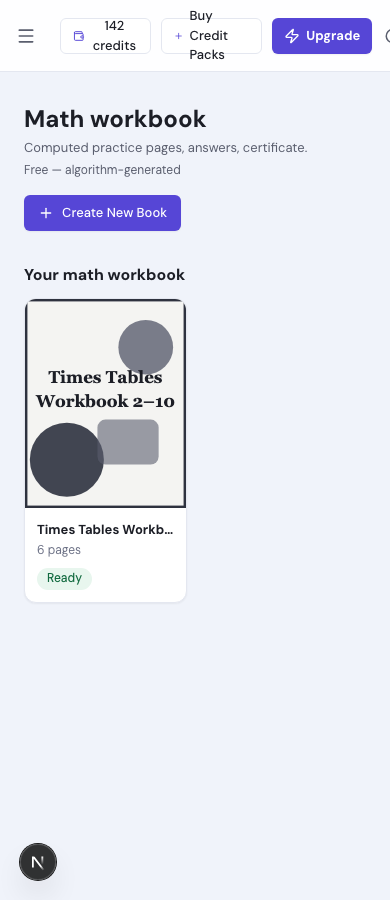 142
credits
Buy
Credit
Packs
Upgrade
Math workbook
Computed practice pages, answers, certificate.
Free — algorithm-generated
Create New Book
Your math workbook
Times Tables
Workbook 2–10
Times Tables Workb...
6 pages
Ready
N